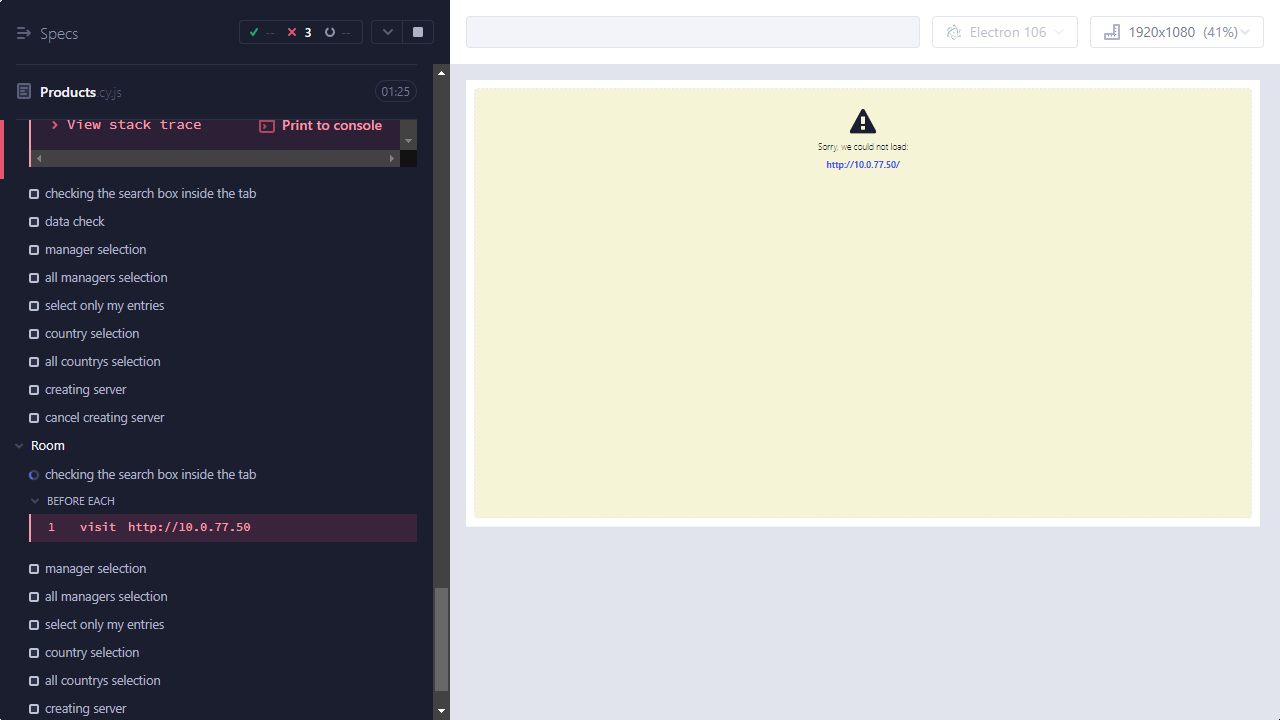 Specs
--
3
--
Electron 106
1920x1080 (41%)
Products.cy.js
01:25
View stack trace
Print to console
Sorry, we could not load:
http://10.0.77.50/
checking the search box inside the tab
data check
manager selection
all managers selection
select only my entries
country selection
all countrys selection
creating server
cancel creating server
Room
checking the search box inside the tab
BEFORE EACH
1 visit http://10.0.77.50
manager selection
all managers selection
select only my entries
country selection
all countrys selection
creating server